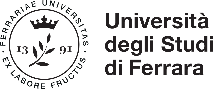 FERRARIAE UNIVERSITAS
EX LABORE FRUCTUS
13 91
Università
degli Studi
di Ferrara